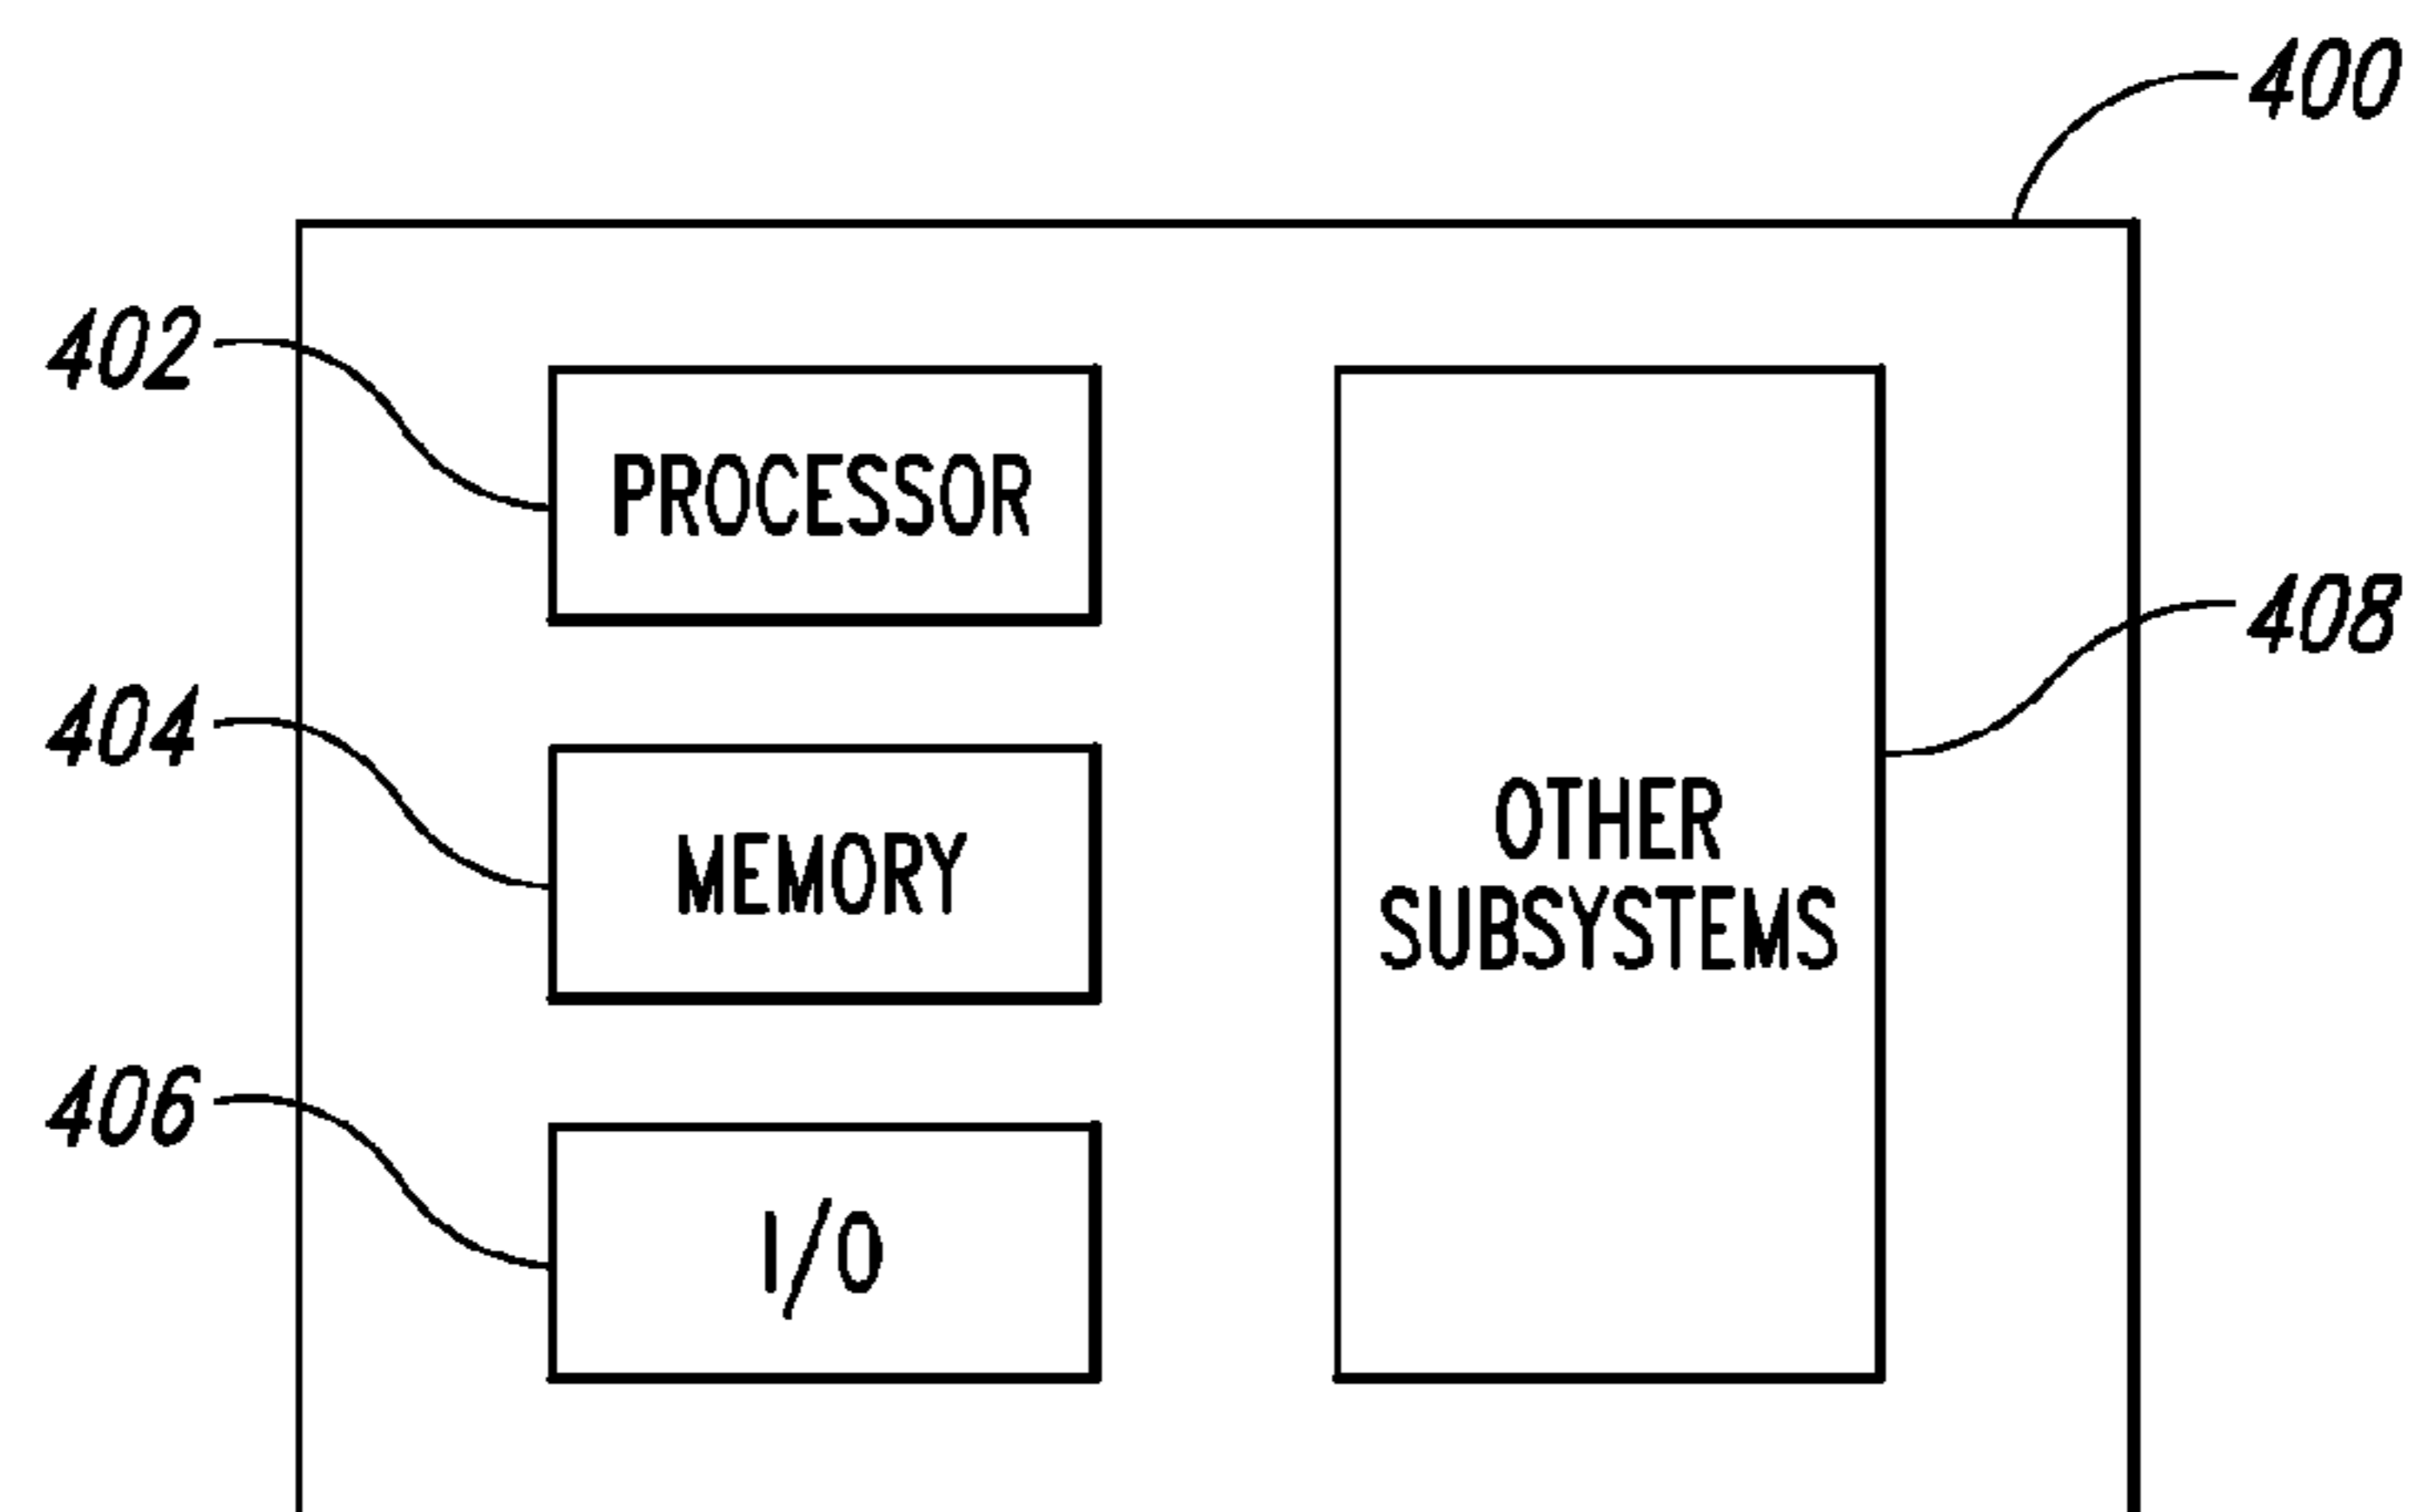 400
402
PROCESSOR
408
404
MEMORY
OTHER
SUBSYSTEMS
406
I/O